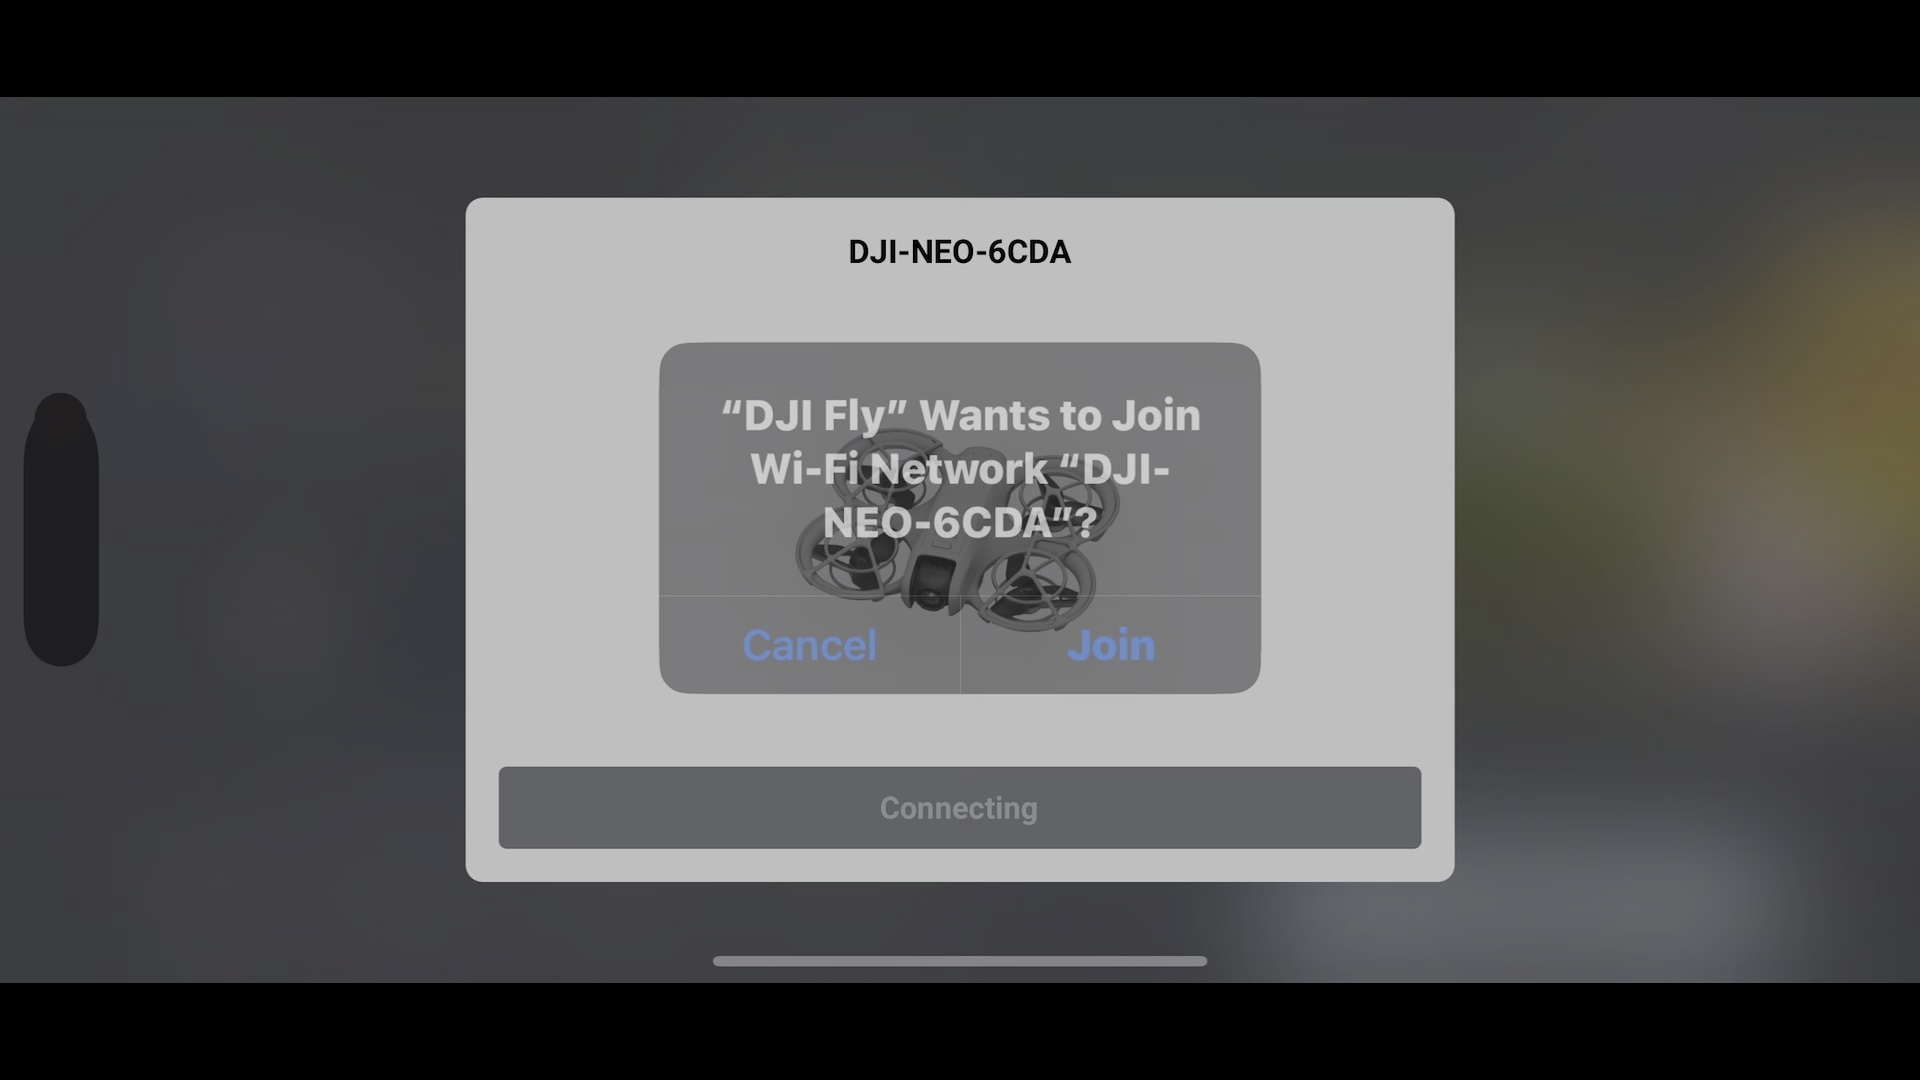 DJI-NEO-6CDA
“DJI Fly” Wants to Join
Wi-Fi Network “DJI-
NEO-6CDA”?
Cancel
Join
Connecting